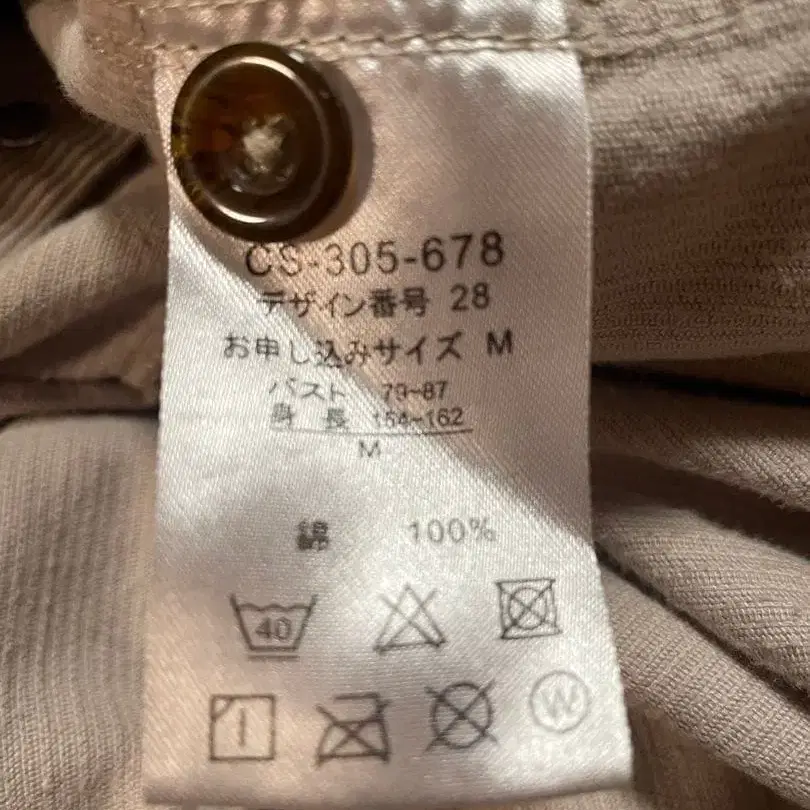 CS-305-678
デザイン番号 28
お申し込みサイズ M
バスト 79-87
身長 154-162
M
綿 100%
40
W